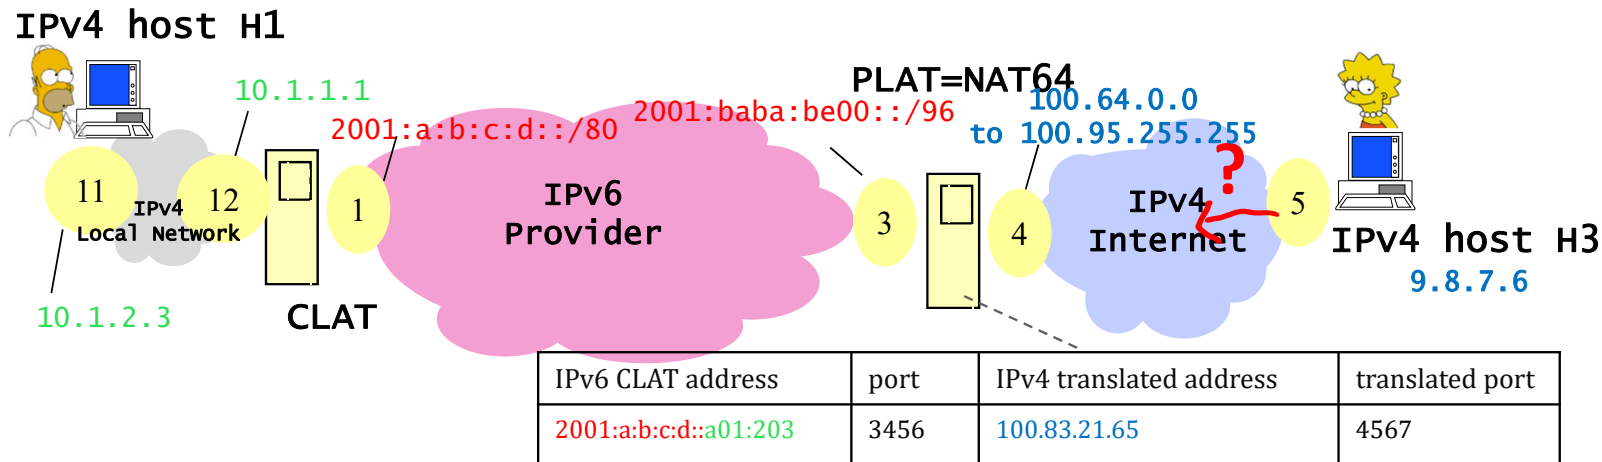 IPv4 host H1
10.1.1.1
2001:a:b:c:d::/80
PLAT=NAT64
2001:baba:be00::/96
100.64.0.0
to 100.95.255.255
?
11
12
1
3
4
5
IPv4
Local Network
IPv6
Provider
IPv4
Internet
IPv4 host H3
9.8.7.6
10.1.2.3
CLAT
IPv6 CLAT address port IPv4 translated address translated port
2001:a:b:c:d::a01:203 3456 100.83.21.65 4567